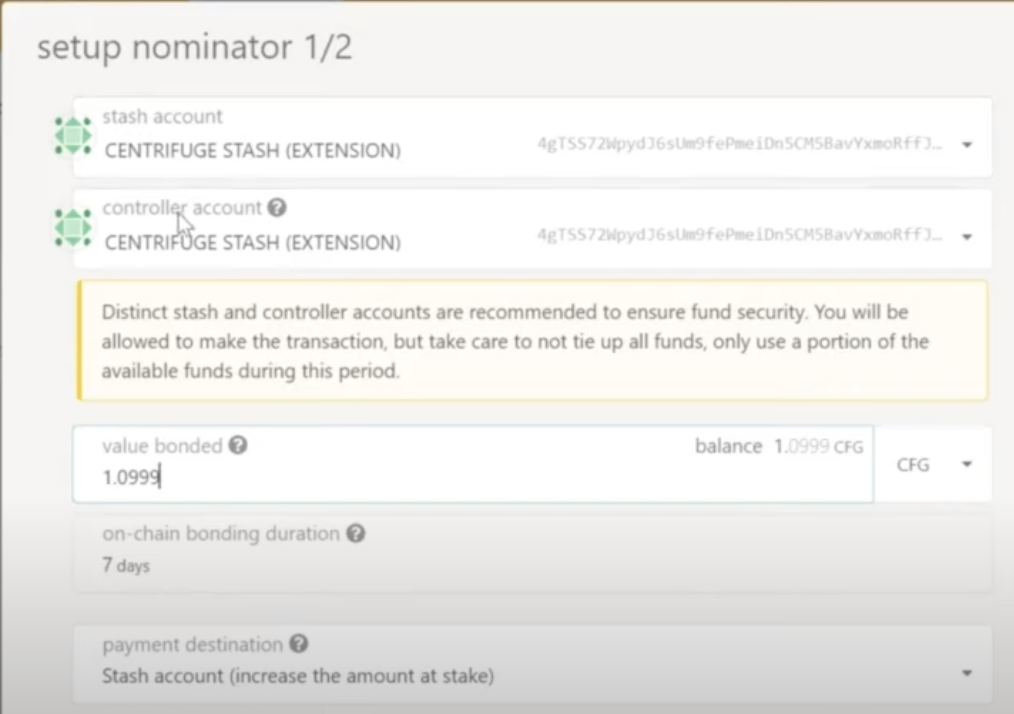 setup nominator 1/2
stash account
CENTRIFUGE STASH (EXTENSION)
4gTSS72WpydJ6sUm9fePmeiDn5CM5BavYxmoRffJ…
controller account
CENTRIFUGE STASH (EXTENSION)
4gTSS72WpydJ6sUm9fePmeiDn5CM5BavYxmoRffJ…
Distinct stash and controller accounts are recommended to ensure fund security. You will be
allowed to make the transaction, but take care to not tie up all funds, only use a portion of the
available funds during this period.
value bonded
balance 1.0999 CFG
1.0999
CFG
on-chain bonding duration
7 days
payment destination
Stash account (increase the amount at stake)